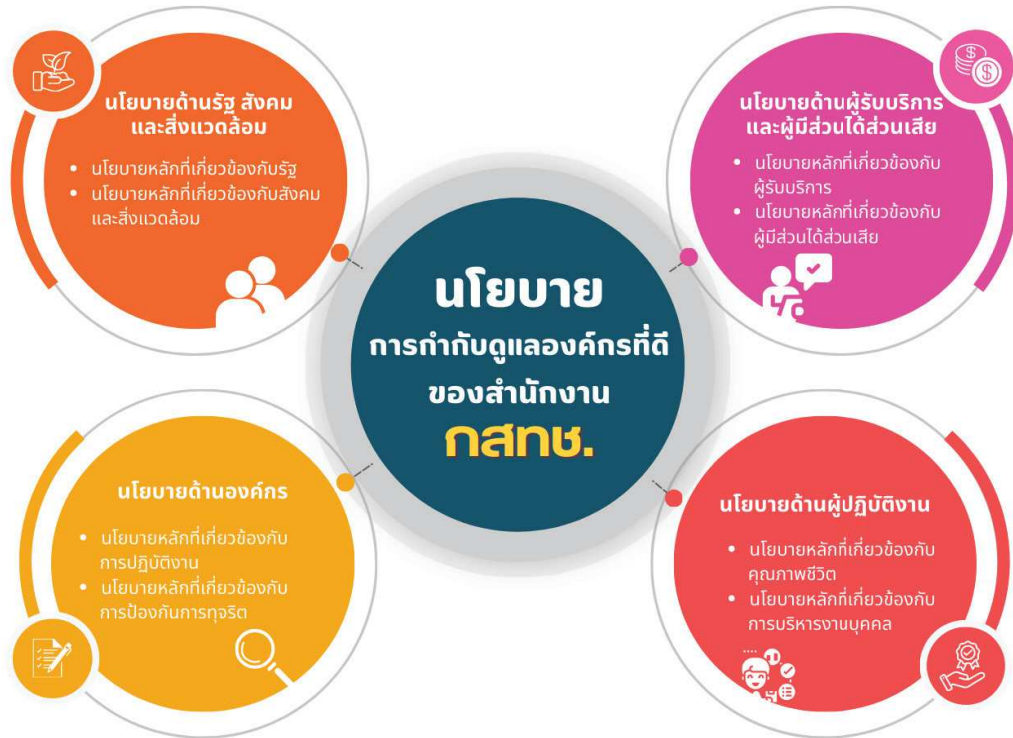 นโยบายด้านรัฐ สังคม
และสิ่งแวดล้อม
• นโยบายหลักที่เกี่ยวข้องกับรัฐ
• นโยบายหลักที่เกี่ยวข้องกับสังคม
และสิ่งแวดล้อม
นโยบายด้านผู้รับบริการ
และผู้มีส่วนได้ส่วนเสีย
• นโยบายหลักที่เกี่ยวข้องกับ
ผู้รับบริการ
• นโยบายหลักที่เกี่ยวข้องกับ
ผู้มีส่วนได้ส่วนเสีย
นโยบาย
การกำกับดูแลองค์กรที่ดี
ของสำนักงาน
กสทช.
นโยบายด้านองค์กร
• นโยบายหลักที่เกี่ยวข้องกับ
การปฏิบัติงาน
• นโยบายหลักที่เกี่ยวข้องกับ
การป้องกันการทุจริต
นโยบายด้านผู้ปฏิบัติงาน
• นโยบายหลักที่เกี่ยวข้องกับ
คุณภาพชีวิต
• นโยบายหลักที่เกี่ยวข้องกับ
การบริหารงานบุคคล